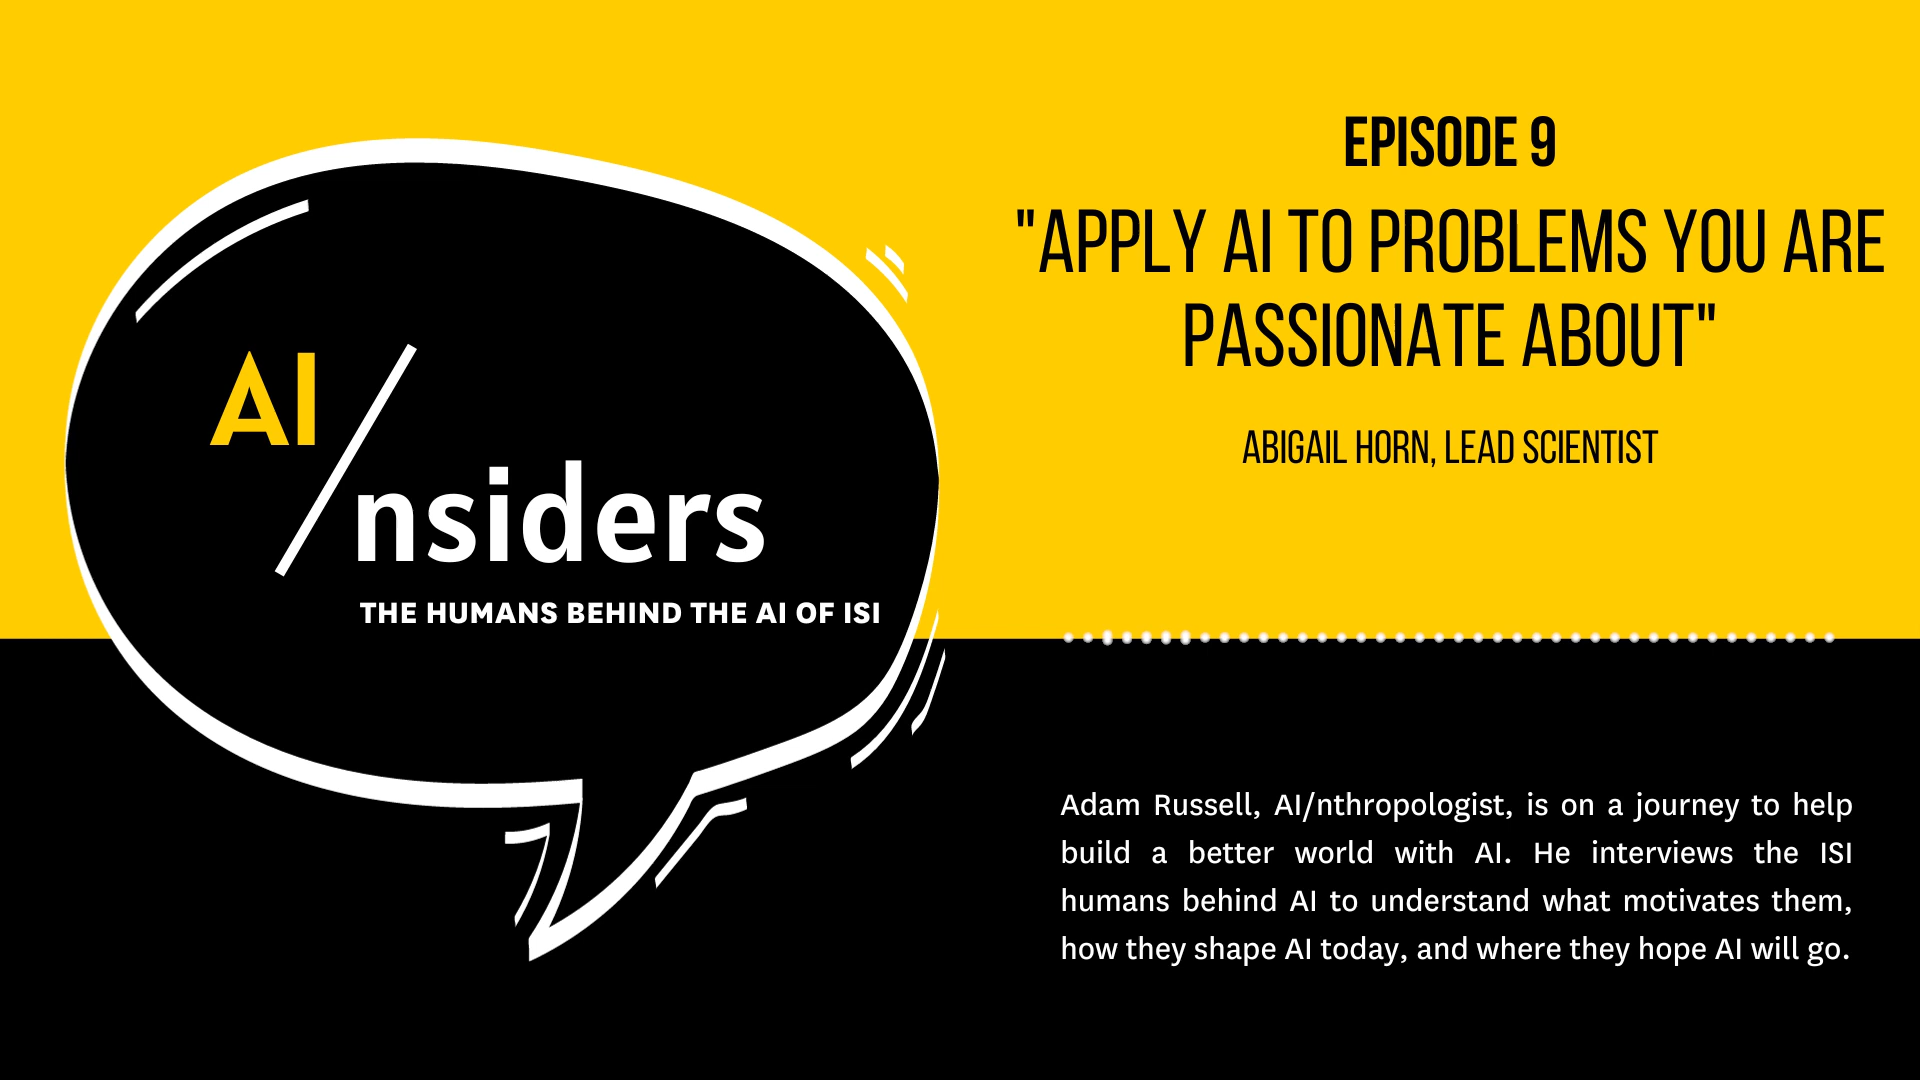 AI/nsiders
THE HUMANS BEHIND THE AI OF ISI
EPISODE 9
"APPLY AI TO PROBLEMS YOU ARE
PASSIONATE ABOUT"
ABIGAIL HORN, LEAD SCIENTIST
Adam Russell, AI/nthropologist, is on a journey to help
build a better world with AI. He interviews the ISI
humans behind AI to understand what motivates them,
how they shape AI today, and where they hope AI will go.